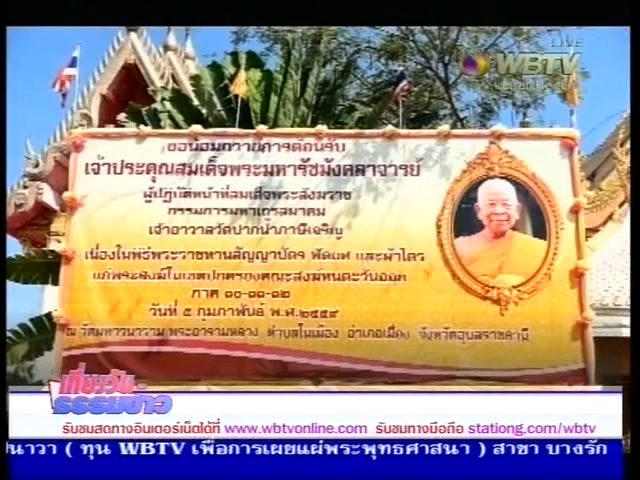 LIVE
WBTV
ขอน้อมถวายการต้อนรับ
เจ้าประคุณสมเด็จพระมหารัชมังคลาจารย์
ผู้ปฏิบัติหน้าที่สมเด็จพระสังฆราช
กรรมการมหาเถรสมาคม
เจ้าอาวาสวัดปากน้ำภาษีเจริญ
เนื่องในพิธีพระราชทานสัญญาบัตร พัดยศ และผ้าไตร
แก่พระสังฆ์ในเขตปกครองคณะสงฆ์หนตะวันออก
ภาค ๑๐-๑๑-๑๒
วันที่ ๕ กุมภาพันธ์ พ.ศ.๒๕๕๙
ณ วัดมหาวนาราม พระอารามหลวง ตำบลในเมือง อำเภอเมือง จังหวัดอุบลราชธานี
เที่ยงวัน
ธรรมข่าว
รับชมสดทางอินเตอร์เน็ตได้ที่ www.wbtvonline.com รับชมทางมือถือ stationg.com/wbtv
นาวา ( ทุน WBTV เพื่อการเผยแผ่พระพุทธศาสนา ) สาขา บางรัก